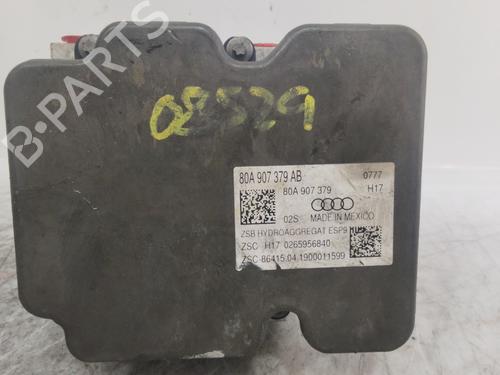 B-PARTS
08529
80A 907 379 AB 0777
80A 907 379 H17
02S MADE IN MEXICO
ZSB HYDROAGGREGAT ESP9
ZSC H17 0265956840
ZSC-86415.04.1900011599